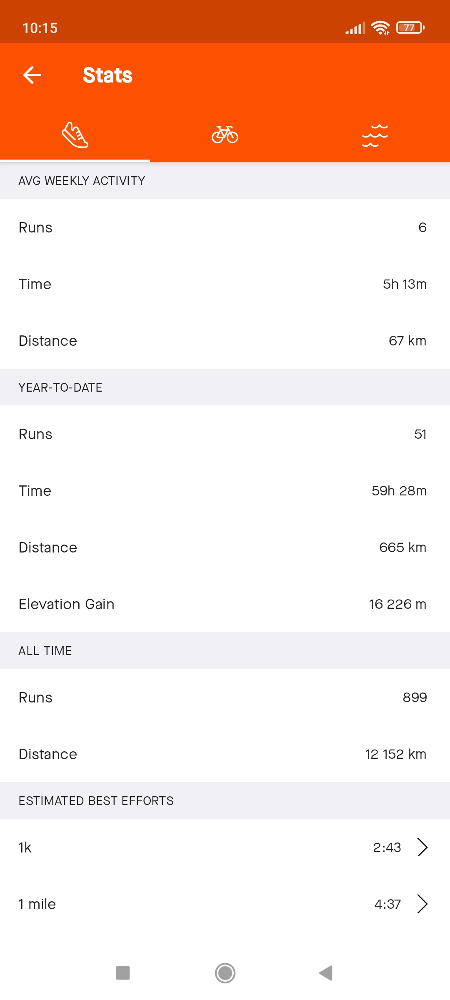 10:15
77
Stats
AVG WEEKLY ACTIVITY
Runs 6
Time 5h 13m
Distance 67 km
YEAR-TO-DATE
Runs 51
Time 59h 28m
Distance 665 km
Elevation Gain 16 226 m
ALL TIME
Runs 899
Distance 12 152 km
ESTIMATED BEST EFFORTS
1k 2:43
1 mile 4:37